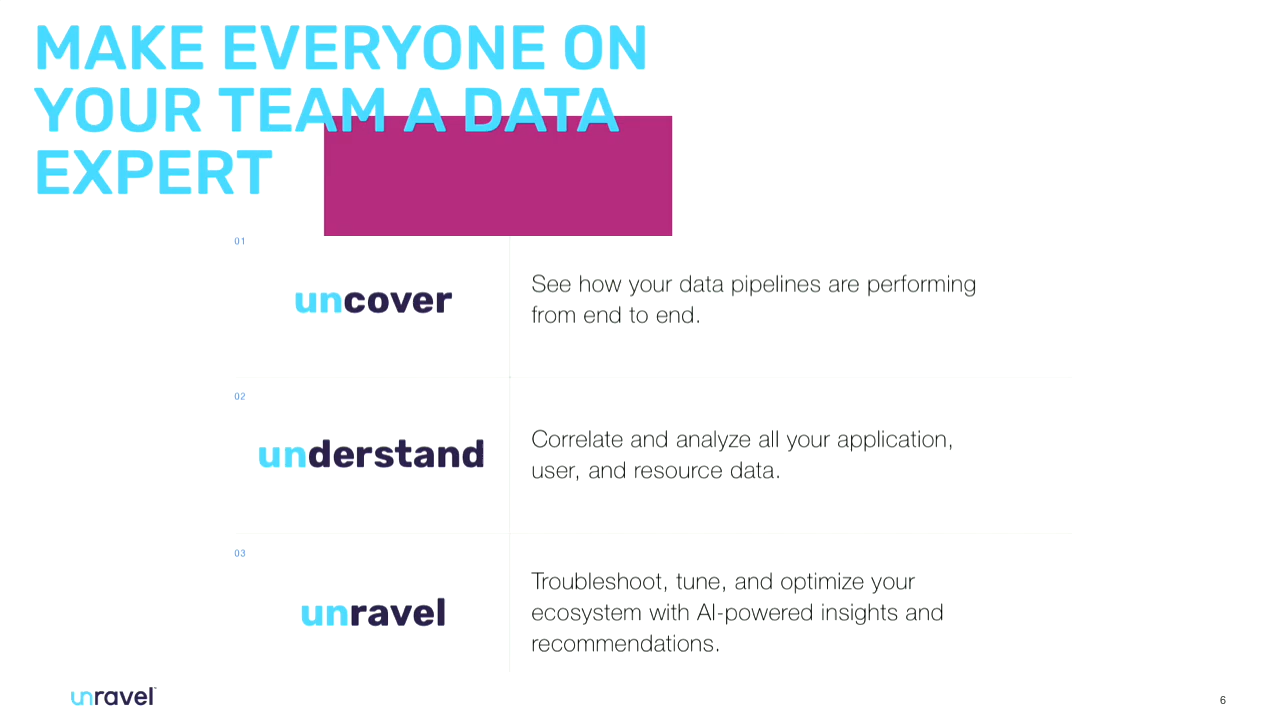 MAKE EVERYONE ON
YOUR TEAM A DATA
EXPERT
01
uncover
See how your data pipelines are performing
from end to end.
02
understand
Correlate and analyze all your application,
user, and resource data.
03
unravel
Troubleshoot, tune, and optimize your
ecosystem with AI-powered insights and
recommendations.
unravel™
6